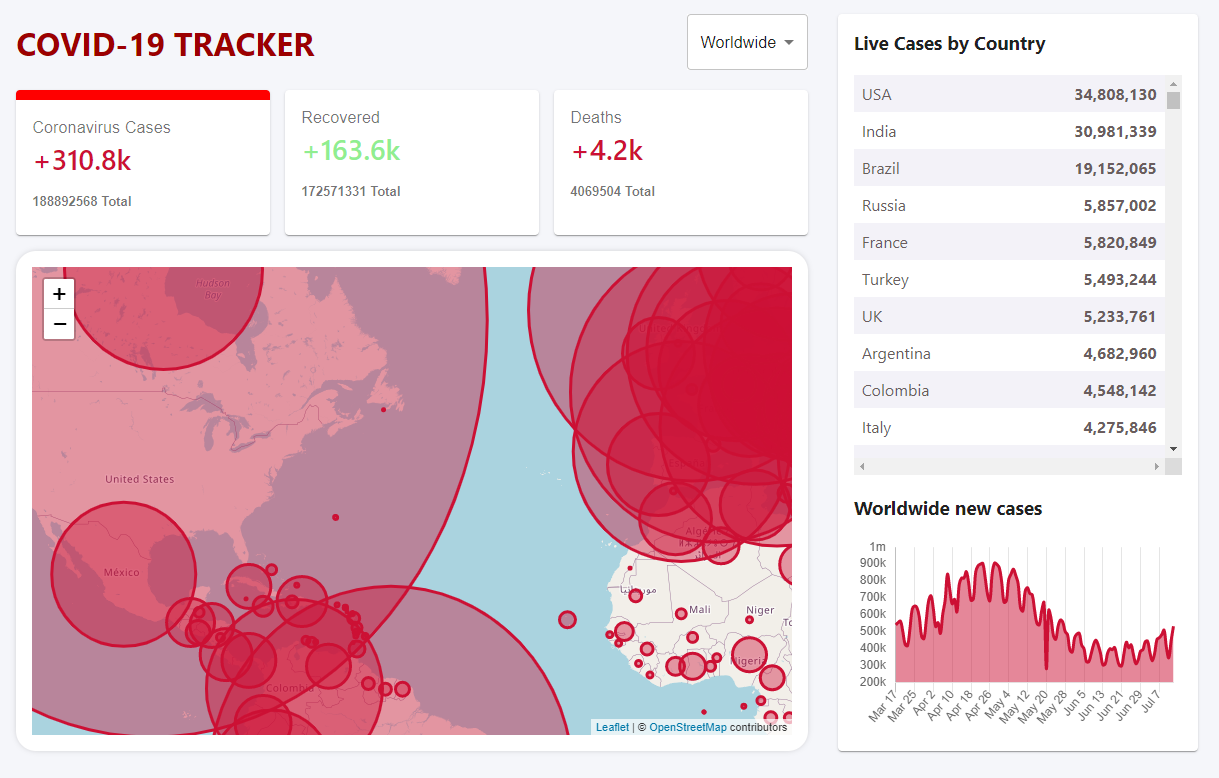 COVID-19 TRACKER
Worldwide
Coronavirus Cases
+310.8k
188892568 Total
Recovered
+163.6k
172571331 Total
Deaths
+4.2k
4069504 Total
+
−
Hudson
Bay
United States
México
Colombia
موريتانيا
Mali
Niger
Nigeria
Leaflet | © OpenStreetMap contributors
Live Cases by Country
USA 34,808,130
India 30,981,339
Brazil 19,152,065
Russia 5,857,002
France 5,820,849
Turkey 5,493,244
UK 5,233,761
Argentina 4,682,960
Colombia 4,548,142
Italy 4,275,846
Worldwide new cases
1m
900k
800k
700k
600k
500k
400k
300k
200k
Mar 17 Mar 25 Apr 2 Apr 10 Apr 18 Apr 26 May 4 May 12 May 20 May 28 Jun 5 Jun 13 Jun 21 Jun 29 Jul 7